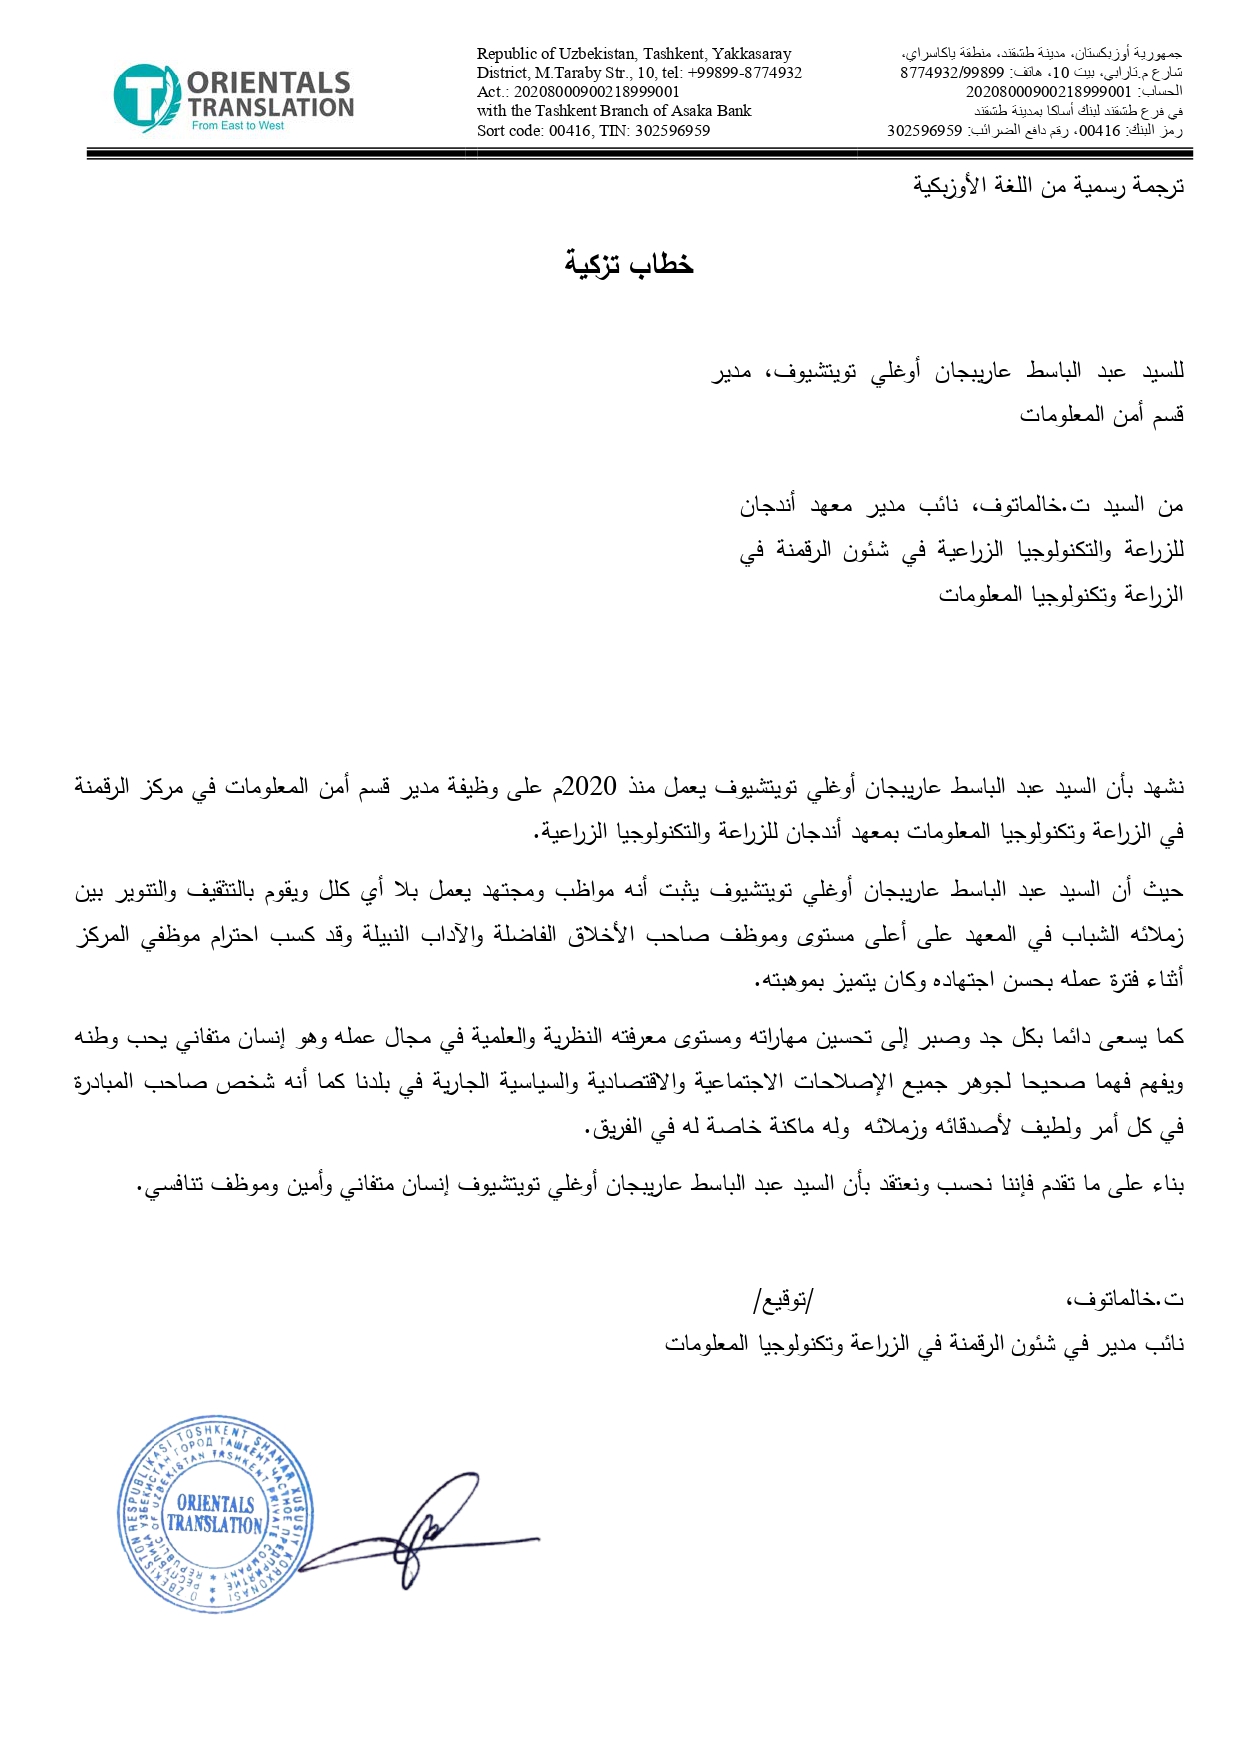 ORIENTALS
TRANSLATION
From East to West
Republic of Uzbekistan, Tashkent, Yakkasaray
District, M.Taraby Str., 10, tel: +99899-8774932
Act.: 20208000900218999001
with the Tashkent Branch of Asaka Bank
Sort code: 00416, TIN: 302596959
جمهورية أوزبكستان، مدينة طشقند، منطقة ياكاسراي،
شارع م.تارابي، بيت 10، هاتف: 8774932/99899
الحساب: 20208000900218999001
في فرع طشقند لبنك أساكا بمدينة طشقند
رمز البنك: 00416، رقم دافع الضرائب: 302596959
ترجمة رسمية من اللغة الأوزبكية
خطاب تزكية
للسيد عبد الباسط عاريبجان أوغلي تويتشيوف، مدير
قسم أمن المعلومات
من السيد ت.خالماتوف، نائب مدير معهد أندجان
للزراعة والتكنولوجيا الزراعية في شئون الرقمنة في
الزراعة وتكنولوجيا المعلومات
نشهد بأن السيد عبد الباسط عاريبجان أوغلي تويتشيوف يعمل منذ 2020م على وظيفة مدير قسم أمن المعلومات في مركز الرقمنة
في الزراعة وتكنولوجيا المعلومات بمعهد أندجان للزراعة والتكنولوجيا الزراعية.
حيث أن السيد عبد الباسط عاريبجان أوغلي تويتشيوف يثبت أنه مواظب ومجتهد يعمل بلا أي كلل ويقوم بالتثقيف والتنوير بين
زملائه الشباب في المعهد على أعلى مستوى وموظف صاحب الأخلاق الفاضلة والآداب النبيلة وقد كسب احترام موظفي المركز
أثناء فترة عمله بحسن اجتهاده وكان يتميز بموهبته.
كما يسعى دائما بكل جد وصبر إلى تحسين مهاراته ومستوى معرفته النظرية والعلمية في مجال عمله وهو إنسان متفاني يحب وطنه
ويفهم فهما صحيحا لجوهر جميع الإصلاحات الاجتماعية والاقتصادية والسياسية الجارية في بلدنا كما أنه شخص صاحب المبادرة
في كل أمر ولطيف لأصدقائه وزملائه وله ماكنة خاصة له في الفريق.
بناء على ما تقدم فإننا نحسب ونعتقد بأن السيد عبد الباسط عاريبجان أوغلي تويتشيوف إنسان متفاني وأمين وموظف تنافسي.
ت.خالماتوف، /توقيع/
نائب مدير في شئون الرقمنة في الزراعة وتكنولوجيا المعلومات
O'ZBEKISTON RESPUBLIKASI TOSHKENT SHAHAR XUSUSIY KORXONASI
РЕСПУБЛИКА УЗБЕКИСТАН ГОРОД ТАШКЕНТ ЧАСТНОЕ ПРЕДПРИЯТИЕ
REPUBLIC OF UZBEKISTAN TASHKENT PRIVATE COMPANY
ORIENTALS
TRANSLATION